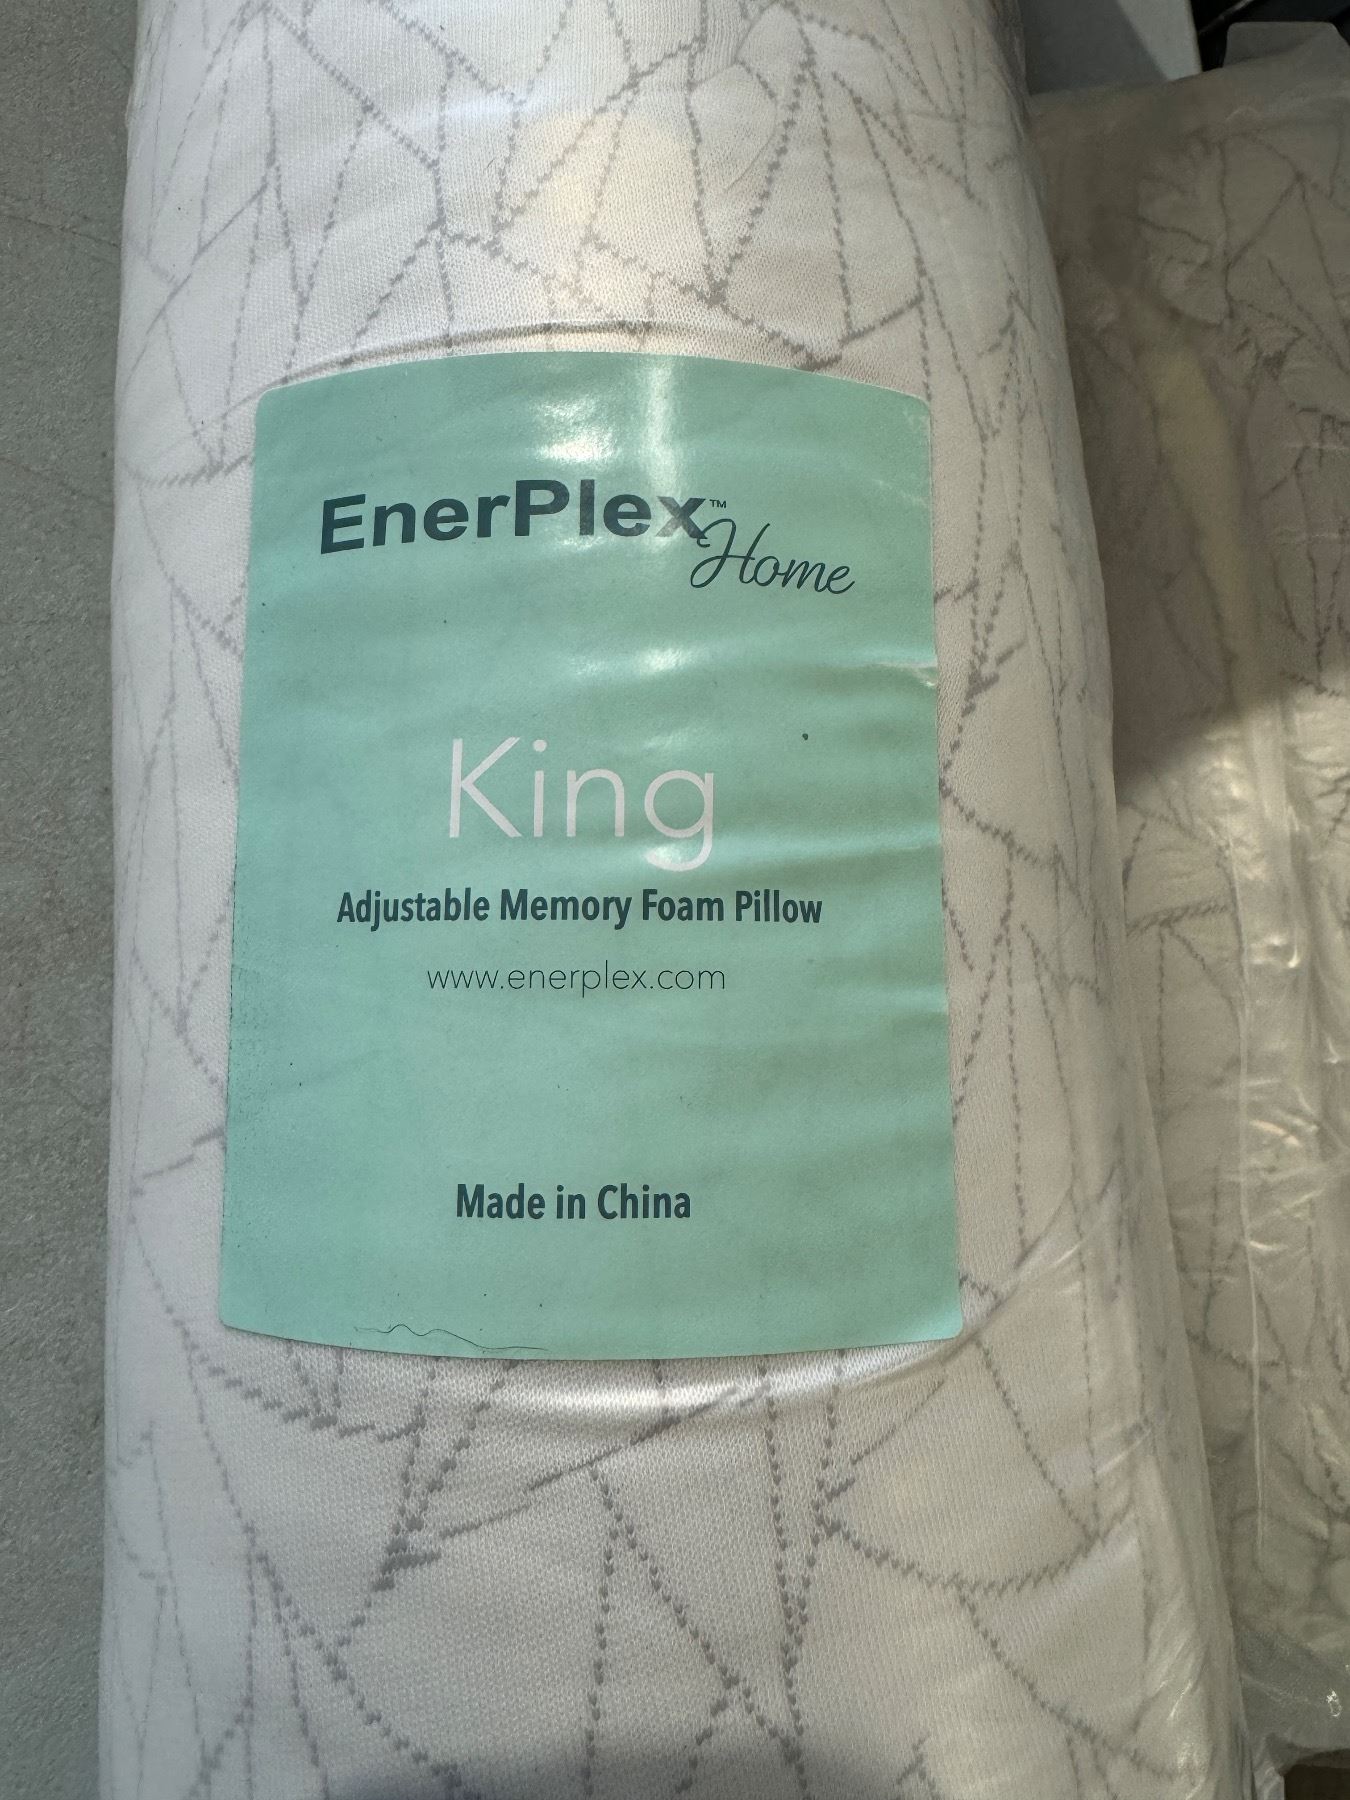 EnerPlex™
Home
King
Adjustable Memory Foam Pillow
www.enerplex.com
Made in China